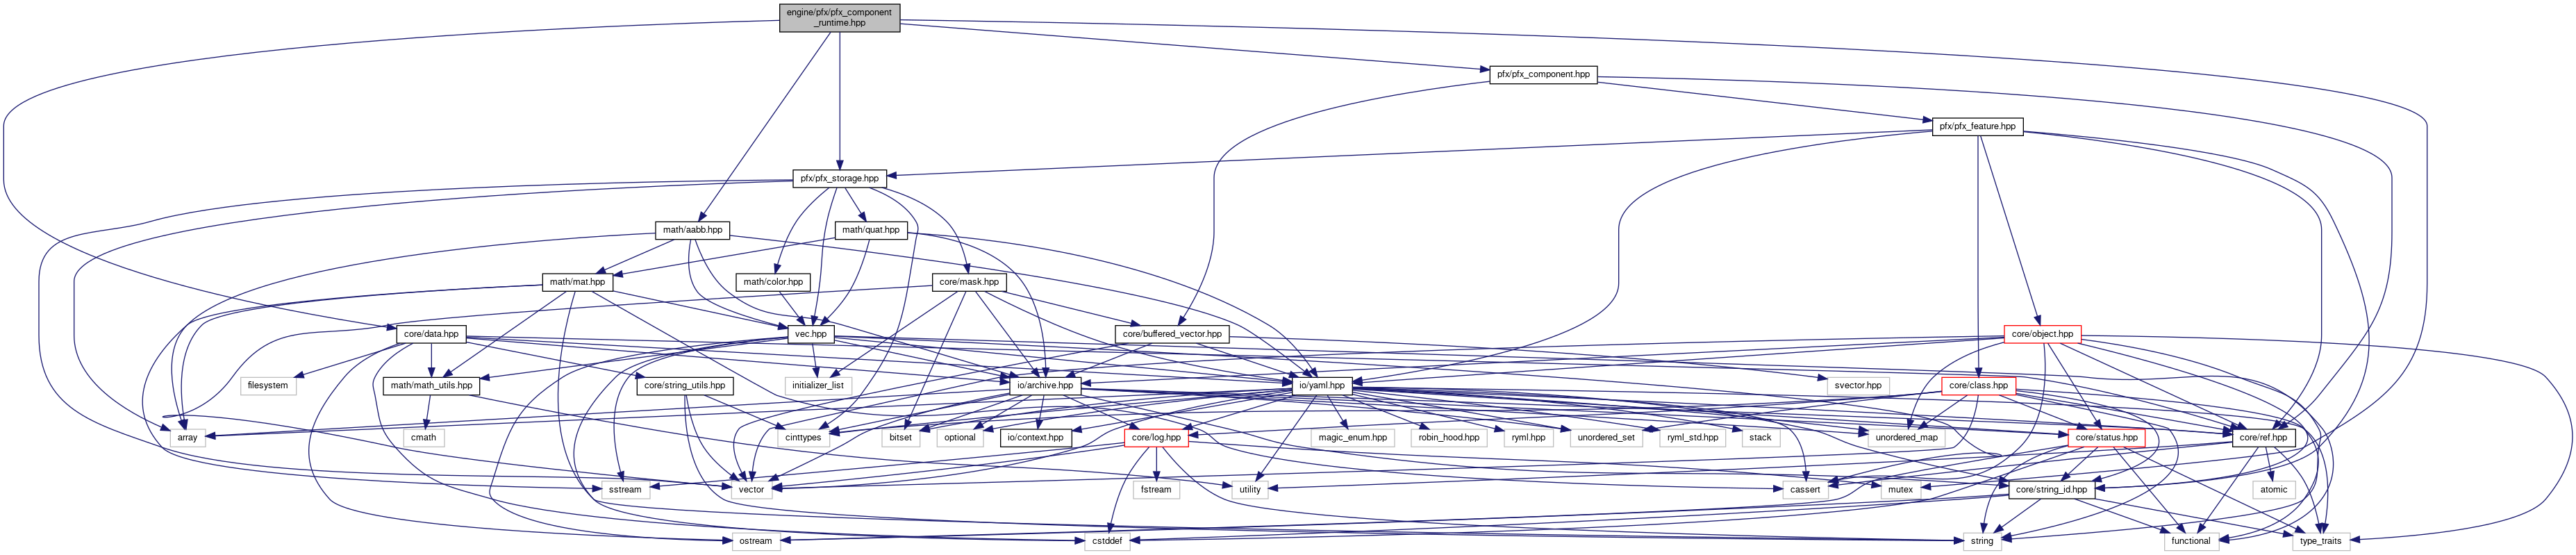 engine/pfx/pfx_component
_runtime.hpp
pfx/pfx_component.hpp
pfx/pfx_feature.hpp
pfx/pfx_storage.hpp
math/aabb.hpp
math/quat.hpp
math/mat.hpp
math/color.hpp
core/mask.hpp
core/data.hpp
vec.hpp
core/buffered_vector.hpp
core/object.hpp
filesystem
math/math_utils.hpp
core/string_utils.hpp
initializer_list
io/archive.hpp
io/yaml.hpp
svector.hpp
core/class.hpp
array
cmath
cinttypes
bitset
optional
io/context.hpp
core/log.hpp
magic_enum.hpp
robin_hood.hpp
ryml.hpp
unordered_set
ryml_std.hpp
stack
unordered_map
core/status.hpp
core/ref.hpp
sstream
vector
fstream
utility
cassert
mutex
core/string_id.hpp
atomic
ostream
cstddef
string
functional
type_traits